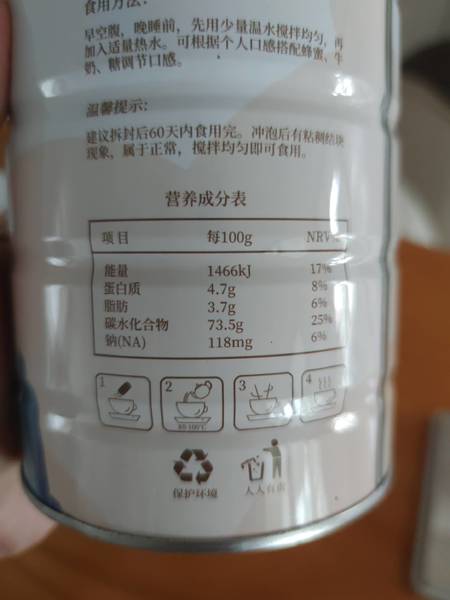 食用方法:
早空腹，晚睡前，先用少量温水搅拌均匀，再
加入适量热水。可根据个人口感搭配蜂蜜、牛
奶、糖调节口感。
温馨提示:
建议拆封后60天内食用完。冲泡后有粘稠结块
现象，属于正常，搅拌均匀即可食用。
营养成分表
项目 每100g NRV%
能量 1466kJ 17%
蛋白质 4.7g 8%
脂肪 3.7g 6%
碳水化合物 73.5g 25%
钠(NA) 118mg 6%
1 2 3 4
保护环境 人人有责